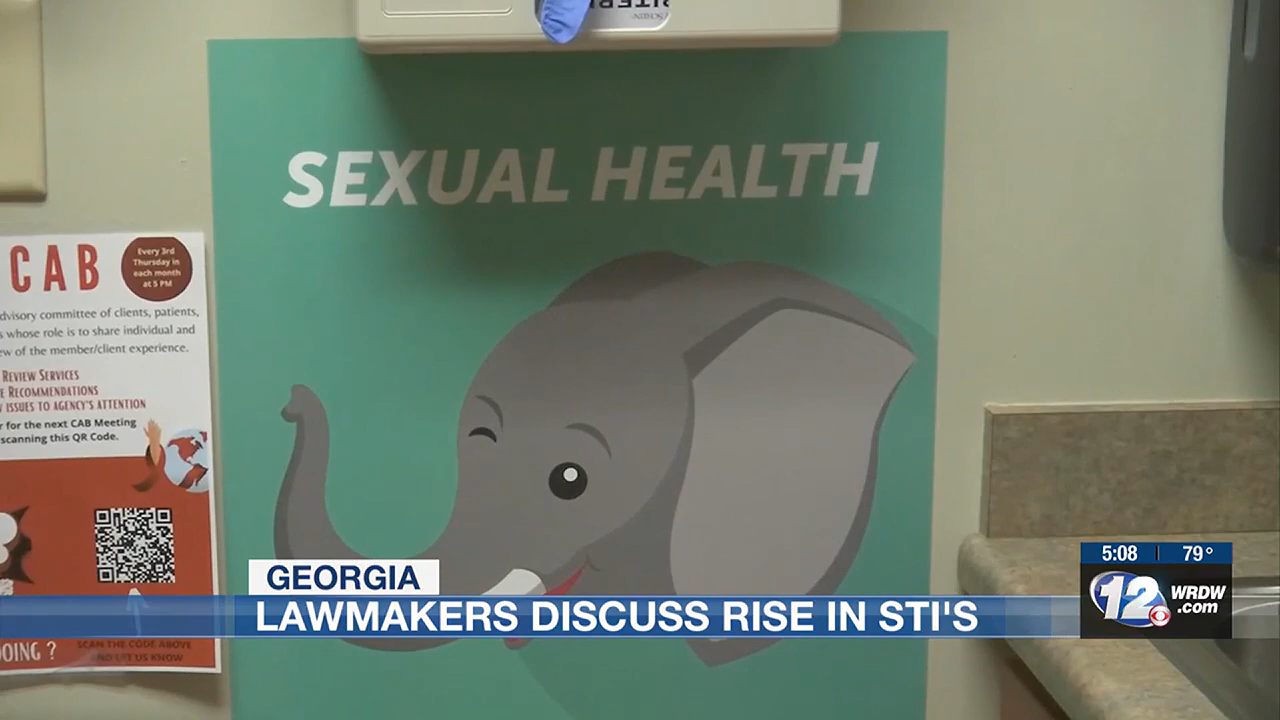 SEXUAL HEALTH
CAB
Every 3rd
Thursday in
each month
at 5 PM
dvisory committee of clients, patients,
s whose role is to share individual and
ew of the member/client experience.
REVIEW SERVICES
E RECOMMENDATIONS
ISSUES TO AGENCY'S ATTENTION
r for the next CAB Meeting
scanning this QR Code.
OING ?
SCAN THE CODE ABOVE
AND LET US KNOW
GEORGIA
LAWMAKERS DISCUSS RISE IN STI'S
5:08 79°
12 WRDW
.com